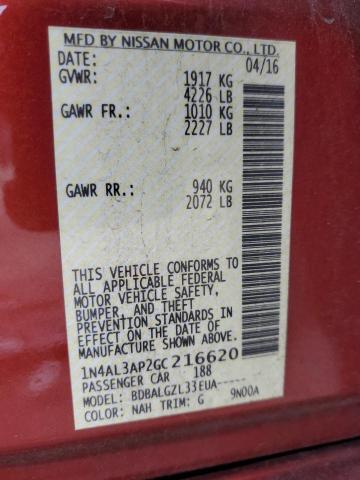 MFD BY NISSAN MOTOR CO., LTD.
DATE: 04/16
GVWR: 1917 KG
4226 LB
GAWR FR.: 1010 KG
2227 LB
GAWR RR.: 940 KG
2072 LB
THIS VEHICLE CONFORMS TO
ALL APPLICABLE FEDERAL
MOTOR VEHICLE SAFETY,
BUMPER, AND THEFT
PREVENTION STANDARDS IN
EFFECT ON THE DATE OF
MANUFACTURE SHOWN ABOVE.
1N4AL3AP2GC216620
PASSENGER CAR 188
MODEL: BDBALGZL33EUA-----
COLOR: NAH TRIM: G 9N00A